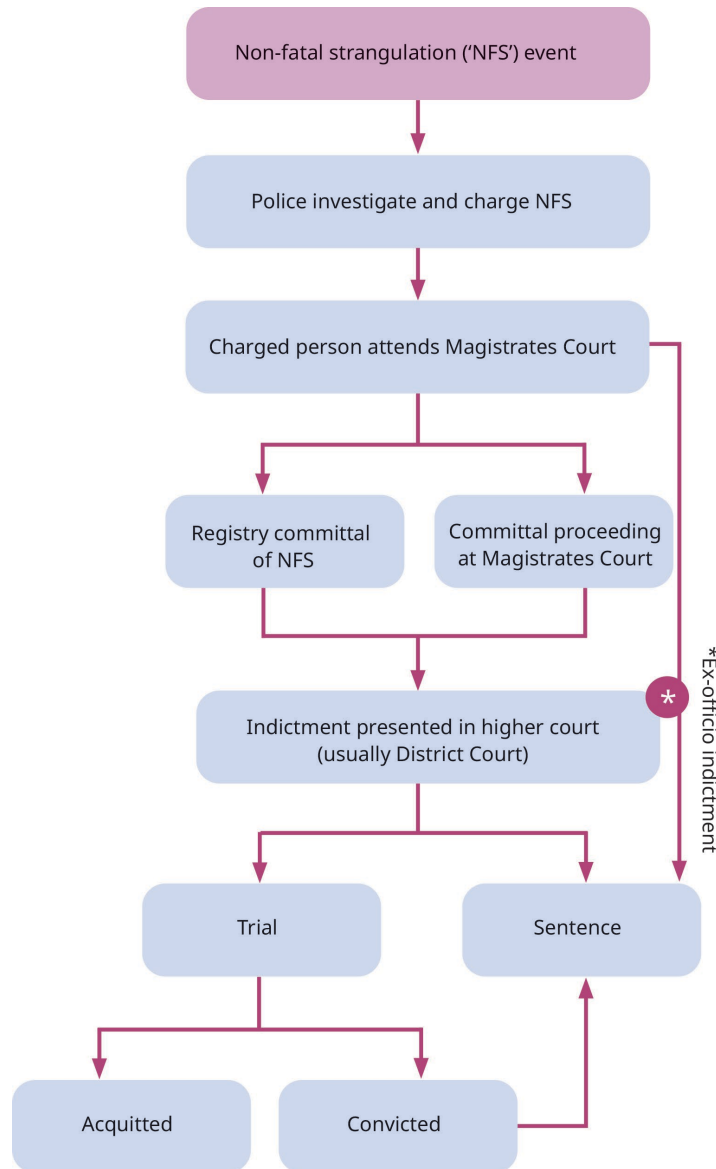 Non-fatal strangulation (‘NFS’) event
Police investigate and charge NFS
Charged person attends Magistrates Court
Registry committal
of NFS
Committal proceeding
at Magistrates Court
Indictment presented in higher court
(usually District Court)
*
*Ex-officio indictment
Trial
Sentence
Acquitted
Convicted